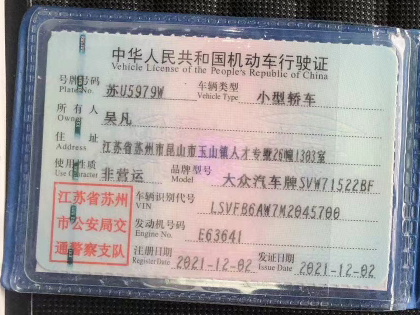 中华人民共和国机动车行驶证
Vehicle License of the People's Republic of China
号牌号码 苏U5979W 车辆类型 小型轿车
Plate No. Vehicle Type
所有人 吴凡
Owner
住址 江苏省苏州市昆山市玉山镇人才专墅26幢1303室
Address
使用性质 非营运 品牌型号 大众汽车牌SVW71522BF
Use Character Model
车辆识别代号 LSVFB6AW7M2045700
VIN
发动机号码 E63641
Engine No.
注册日期 2021-12-02 发证日期 2021-12-02
Register Date Issue Date
江苏省苏州
市公安局交
通警察支队